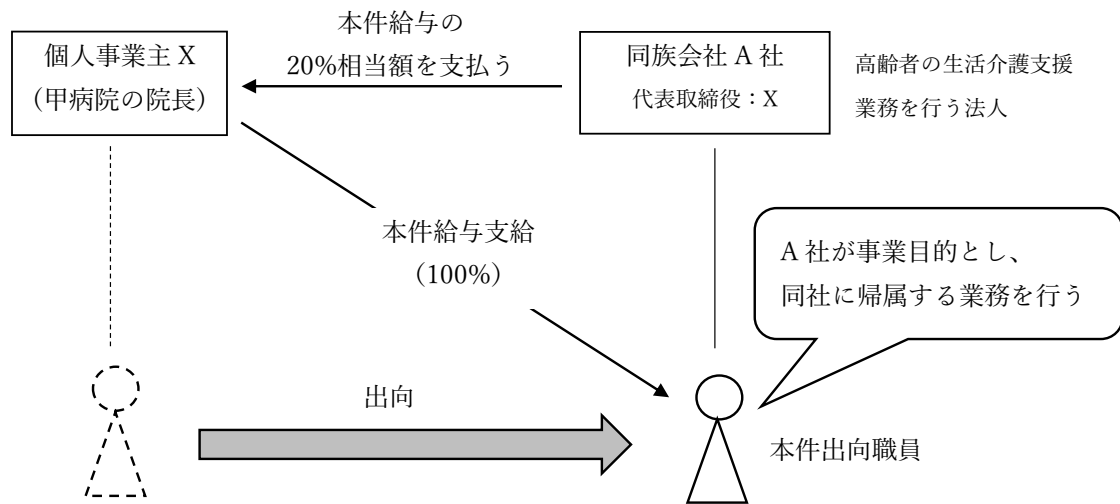 個人事業主 X
（甲病院の院長）
本件給与の
20%相当額を支払う
同族会社 A 社
代表取締役：X
高齢者の生活介護支援
業務を行う法人
本件給与支給
（100%）
A 社が事業目的とし、
同社に帰属する業務を行う
出向
本件出向職員